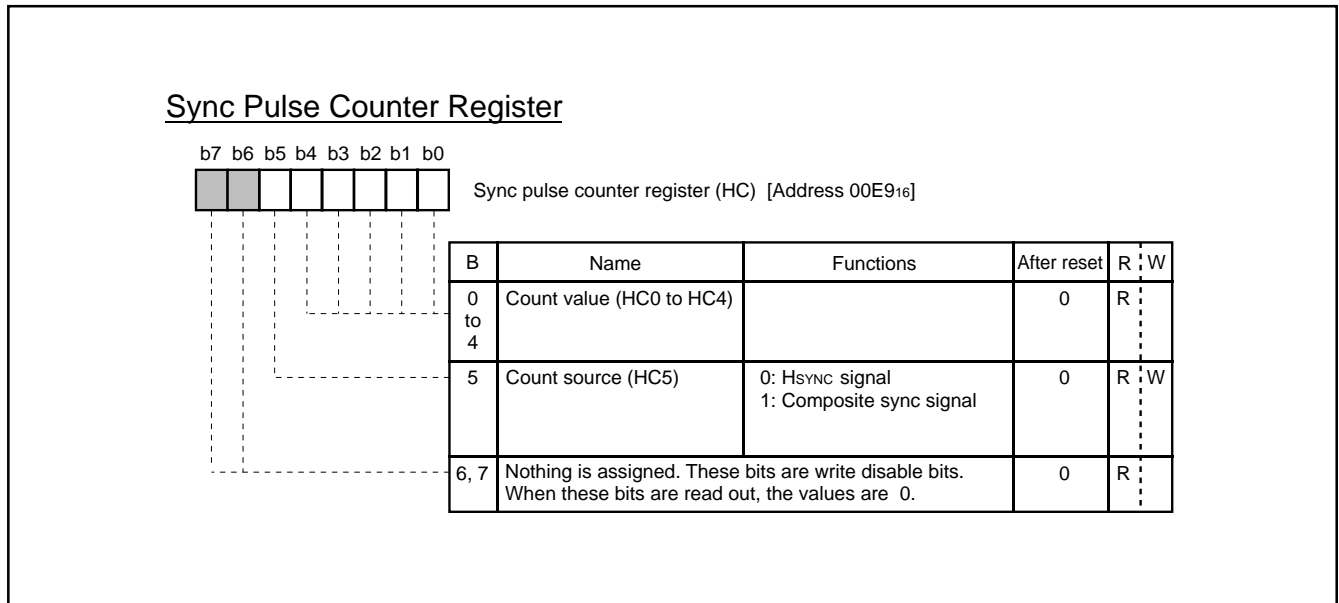 Sync Pulse Counter Register
b7 b6 b5 b4 b3 b2 b1 b0
Sync pulse counter register (HC) [Address 00E916]
B Name Functions After reset R W
0 to 4 Count value (HC0 to HC4) 0 R
5 Count source (HC5) 0: HSYNC signal 0 R W
1: Composite sync signal
6, 7 Nothing is assigned. These bits are write disable bits. 0 R
When these bits are read out, the values are 0.